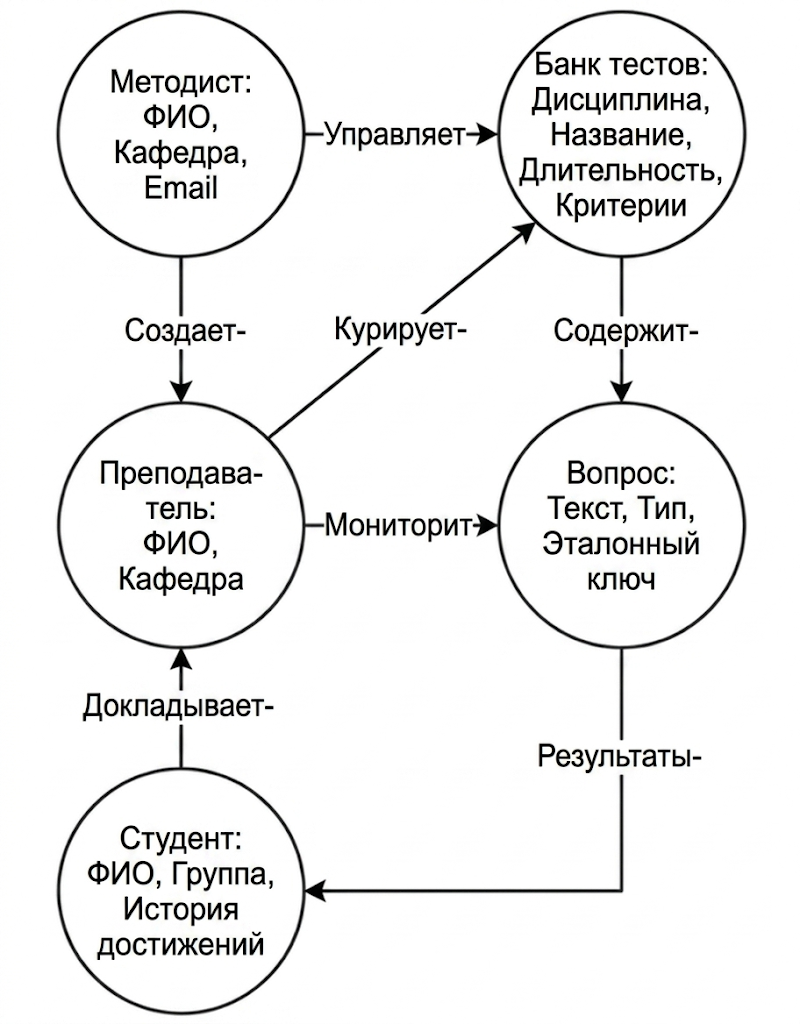 Методист:
ФИО,
Кафедра,
Email
Управляет
Банк тестов:
Дисциплина,
Название,
Длительность,
Критерии
Создает-
Курирует-
Содержит-
Преподава-
тель:
ФИО,
Кафедра
Мониторит
Вопрос:
Текст, Тип,
Эталонный
ключ
Докладывает-
Результаты-
Студент:
ФИО, Группа,
История
достижений